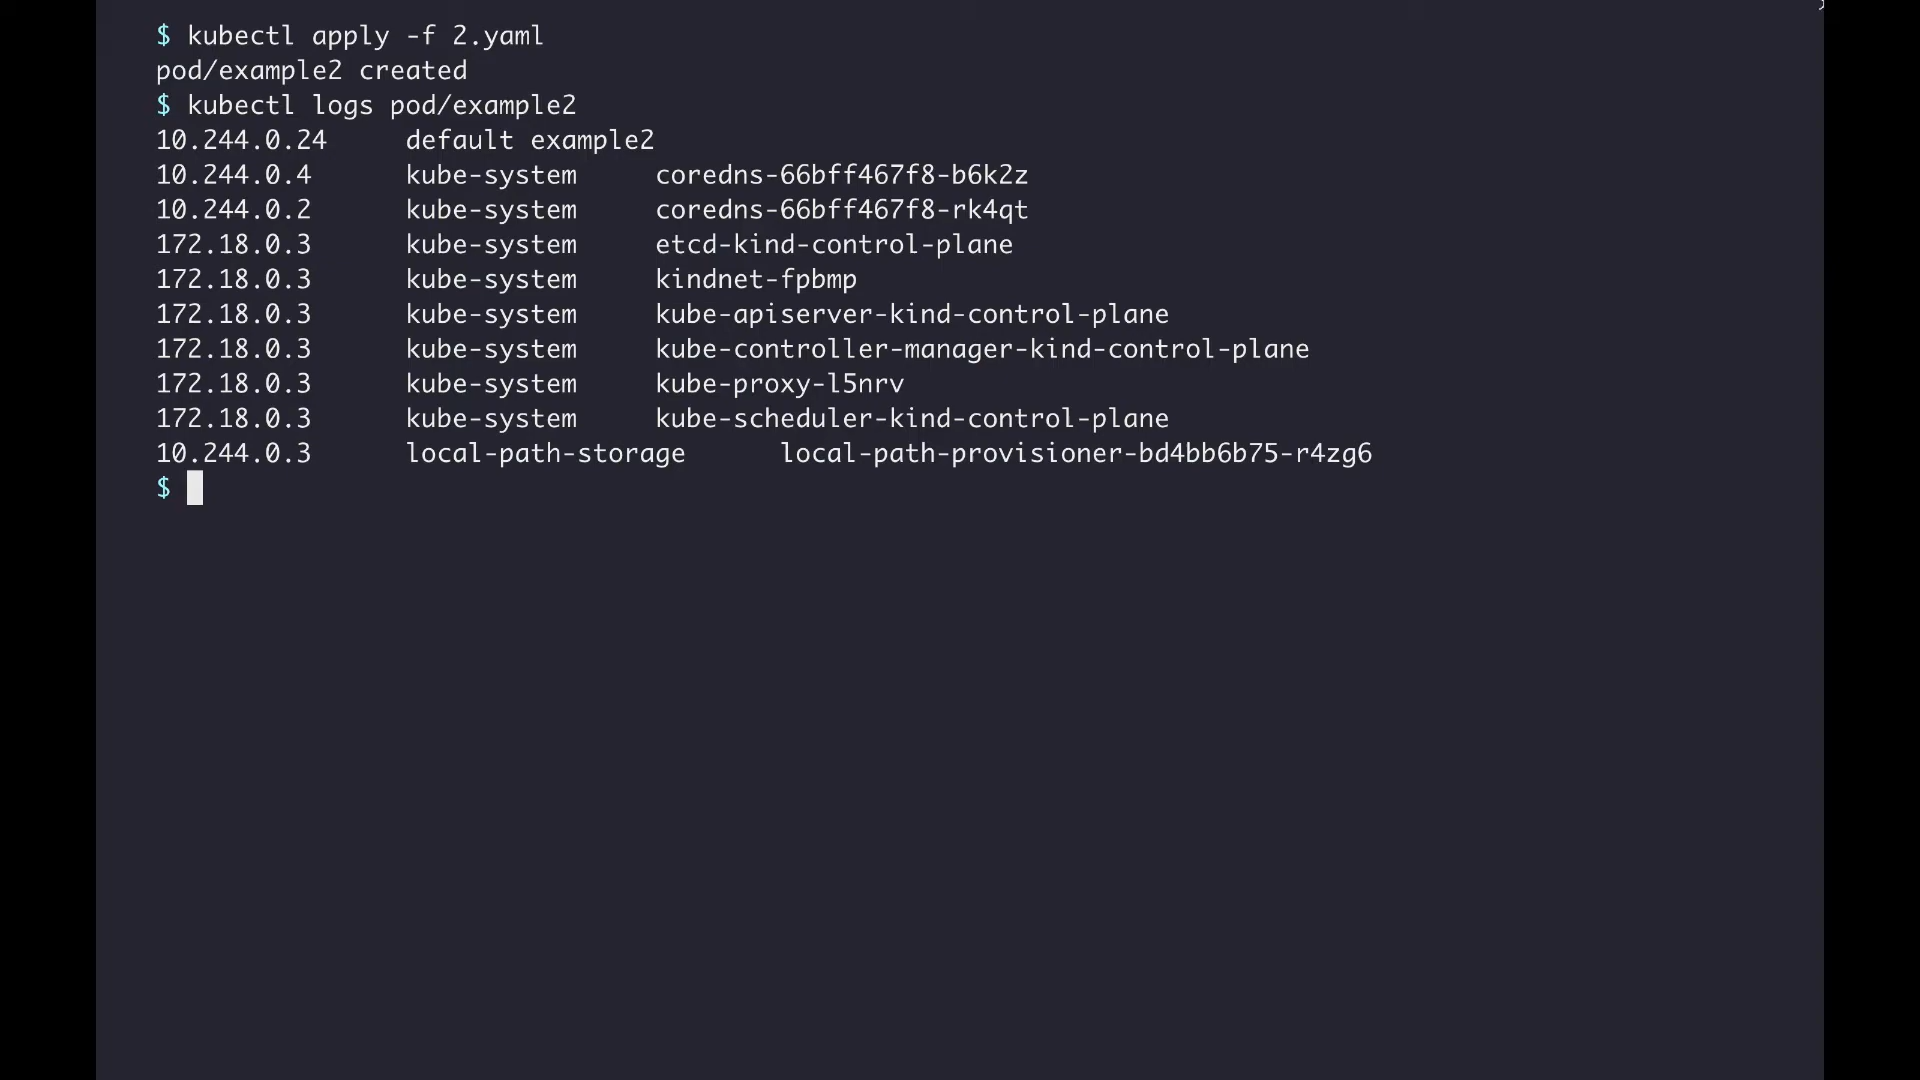 $ kubectl apply -f 2.yaml
pod/example2 created
$ kubectl logs pod/example2
10.244.0.24     default example2
10.244.0.4      kube-system     coredns-66bff467f8-b6k2z
10.244.0.2      kube-system     coredns-66bff467f8-rk4qt
172.18.0.3      kube-system     etcd-kind-control-plane
172.18.0.3      kube-system     kindnet-fpbmp
172.18.0.3      kube-system     kube-apiserver-kind-control-plane
172.18.0.3      kube-system     kube-controller-manager-kind-control-plane
172.18.0.3      kube-system     kube-proxy-l5nrv
172.18.0.3      kube-system     kube-scheduler-kind-control-plane
10.244.0.3      local-path-storage      local-path-provisioner-bd4bb6b75-r4zg6
$